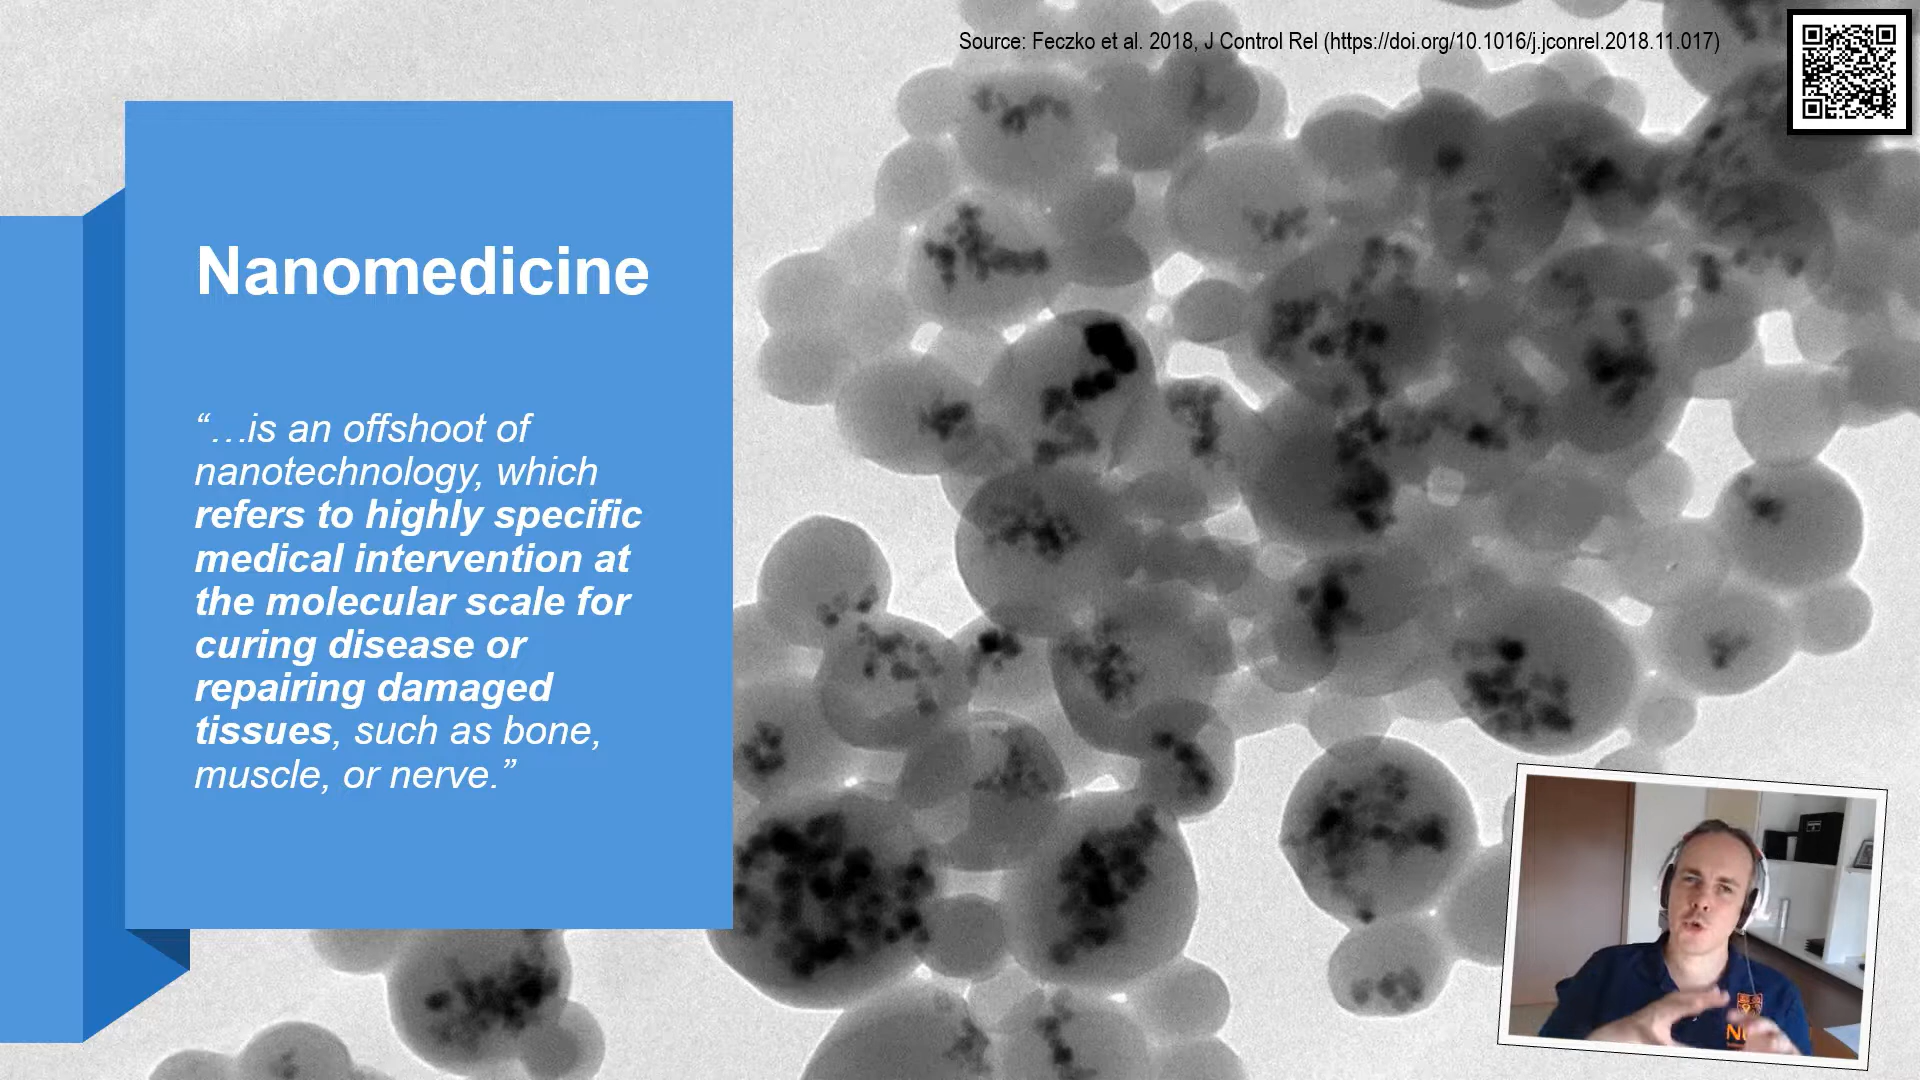 Source: Feczko et al. 2018, J Control Rel (https://doi.org/10.1016/j.jconrel.2018.11.017)
Nanomedicine
“…is an offshoot of
nanotechnology, which
refers to highly specific
medical intervention at
the molecular scale for
curing disease or
repairing damaged
tissues, such as bone,
muscle, or nerve.”